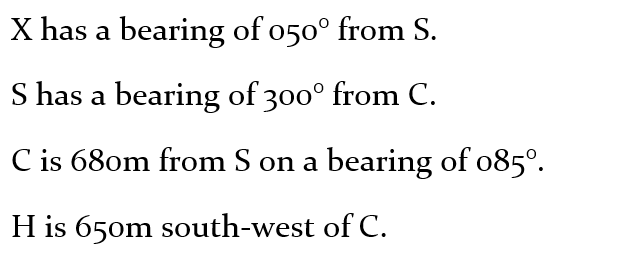 X has a bearing of 050° from S.
S has a bearing of 300° from C.
C is 680m from S on a bearing of 085°.
H is 650m south-west of C.